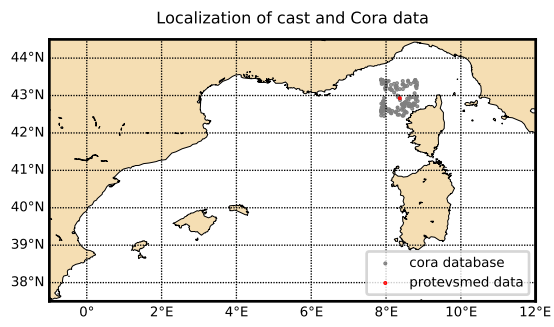 Localization of cast and Cora data
44°N
43°N
42°N
41°N
40°N
39°N
38°N
cora database
protevsmed data
0° 2°E 4°E 6°E 8°E 10°E 12°E